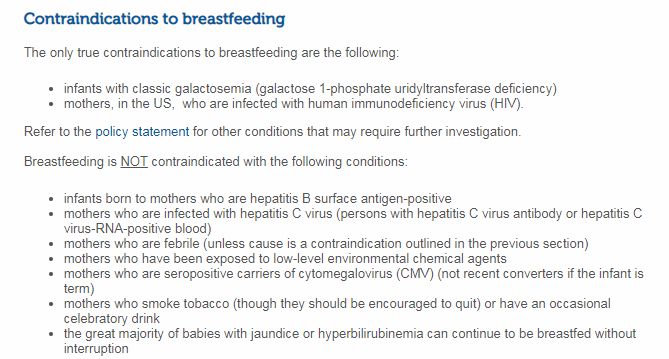 Contraindications to breastfeeding
The only true contraindications to breastfeeding are the following:
• infants with classic galactosemia (galactose 1-phosphate uridyltransferase deficiency)
• mothers, in the US,  who are infected with human immunodeficiency virus (HIV).
Refer to the policy statement for other conditions that may require further investigation.
Breastfeeding is NOT contraindicated with the following conditions:
• infants born to mothers who are hepatitis B surface antigen-positive
• mothers who are infected with hepatitis C virus (persons with hepatitis C virus antibody or hepatitis C
virus-RNA-positive blood)
• mothers who are febrile (unless cause is a contraindication outlined in the previous section)
• mothers who have been exposed to low-level environmental chemical agents
• mothers who are seropositive carriers of cytomegalovirus (CMV) (not recent converters if the infant is
term)
• mothers who smoke tobacco (though they should be encouraged to quit) or have an occasional
celebratory drink
• the great majority of babies with jaundice or hyperbilirubinemia can continue to be breastfed without
interruption